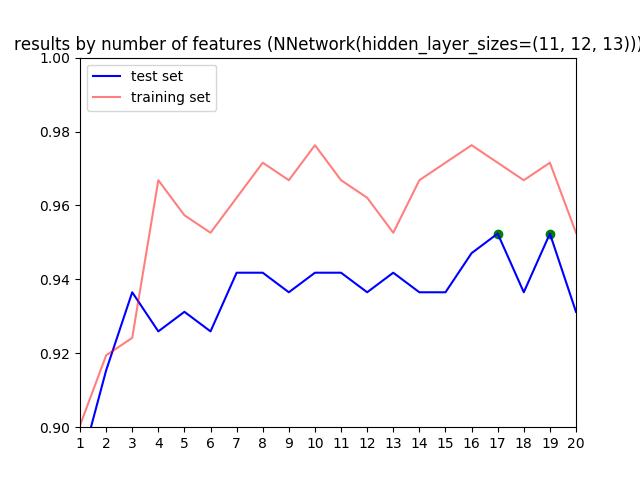 results by number of features (NNetwork(hidden_layer_sizes=(11, 12, 13)))
1.00
test set
training set
0.98
0.96
0.94
0.92
0.90
1 2 3 4 5 6 7 8 9 10 11 12 13 14 15 16 17 18 19 20